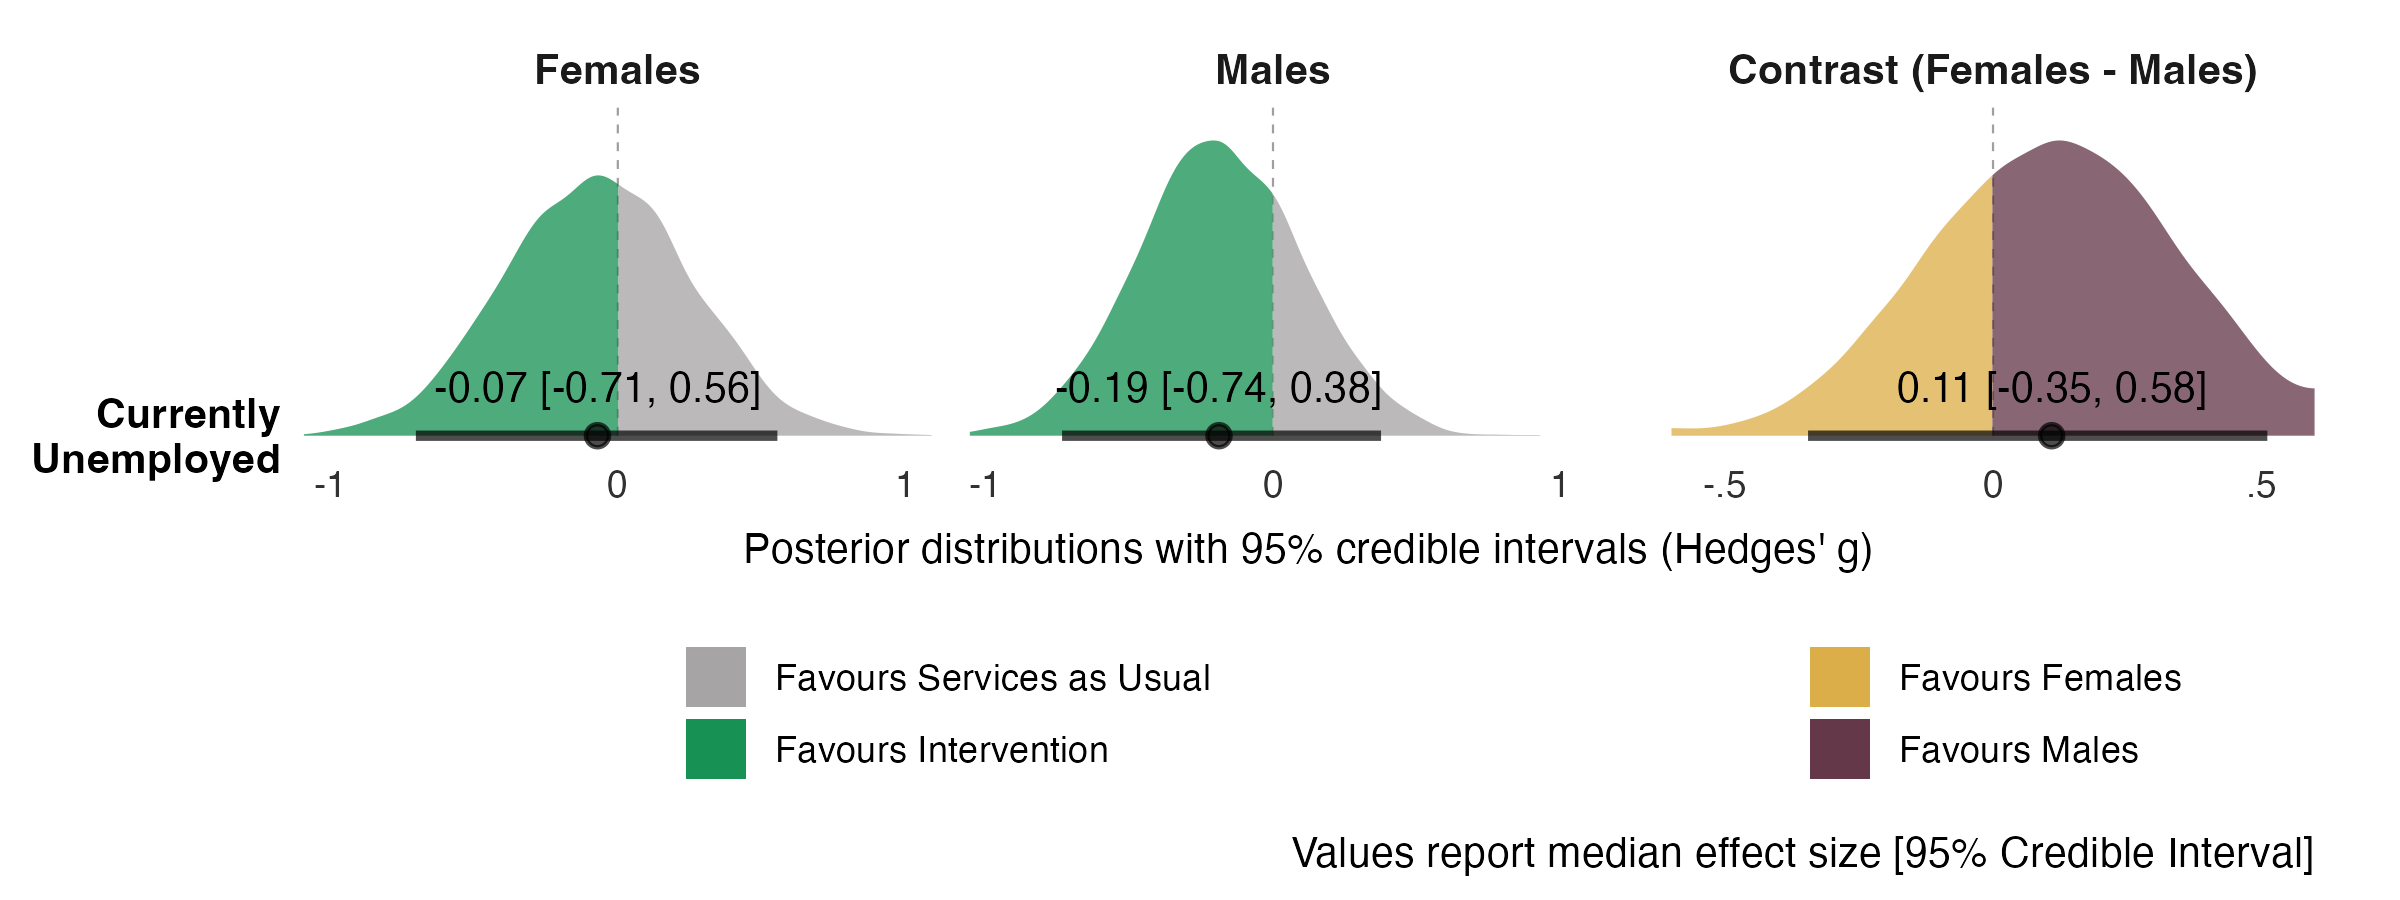 Females
Males
Contrast (Females - Males)
Currently
Unemployed
-0.07 [-0.71, 0.56]
-0.19 [-0.74, 0.38]
0.11 [-0.35, 0.58]
-1 0 1
-1 0 1
-.5 0 .5
Posterior distributions with 95% credible intervals (Hedges' g)
Favours Services as Usual
Favours Intervention
Favours Females
Favours Males
Values report median effect size [95% Credible Interval]